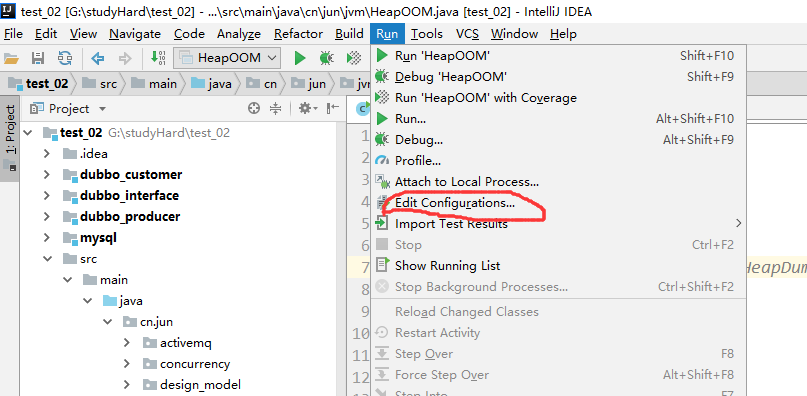 test_02 [G:\studyHard\test_02] - ...\src\main\java\cn\jun\jvm\HeapOOM.java [test_02] - IntelliJ IDEA
File Edit View Navigate Code Analyze Refactor Build Run Tools VCS Window Help
HeapOOM
test_02 src main java cn jun
1: Project
Project
test_02 G:\studyHard\test_02
.idea
dubbo_customer
dubbo_interface
dubbo_producer
mysql
src
main
java
cn.jun
activemq
concurrency
design_model
1
2
3
4
5
6
7
8
9
10
11
12
13
Run 'HeapOOM' Shift+F10
Debug 'HeapOOM' Shift+F9
Run 'HeapOOM' with Coverage
Run... Alt+Shift+F10
Debug... Alt+Shift+F9
Profile...
Attach to Local Process...
Edit Configurations...
Import Test Results
Stop Ctrl+F2
Show Running List
Stop Background Processes... Ctrl+Shift+F2
Reload Changed Classes
Restart Activity
Step Over F8
Force Step Over Alt+Shift+F8
Step Into F7
HeapDum